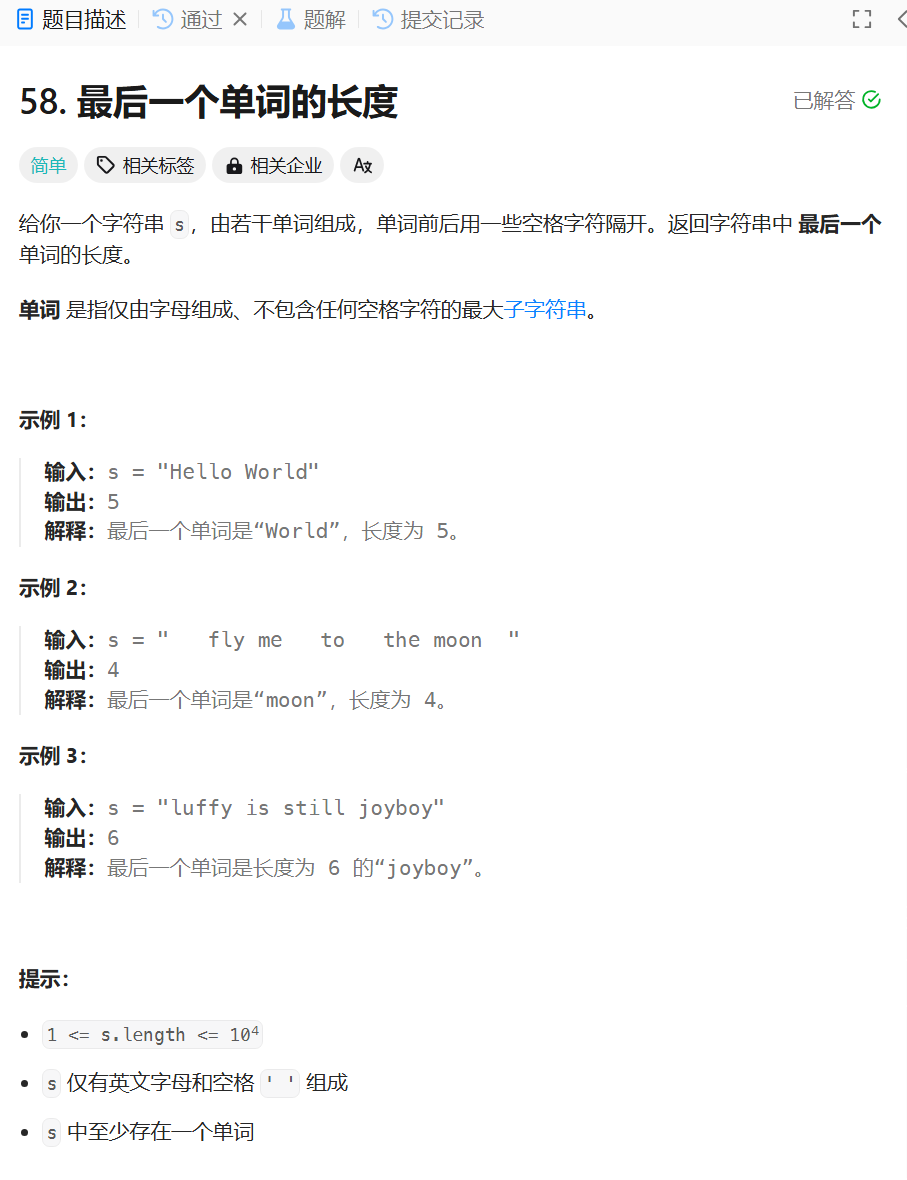 题目描述 通过 题解 提交记录
58. 最后一个单词的长度 已解答
简单 相关标签 相关企业
给你一个字符串 s，由若干单词组成，单词前后用一些空格字符隔开。返回字符串中 最后一个
单词的长度。
单词 是指仅由字母组成、不包含任何空格字符的最大子字符串。
示例 1：
输入：s = "Hello World"
输出：5
解释：最后一个单词是“World”，长度为 5。
示例 2：
输入：s = "   fly me   to   the moon  "
输出：4
解释：最后一个单词是“moon”，长度为 4。
示例 3：
输入：s = "luffy is still joyboy"
输出：6
解释：最后一个单词是长度为 6 的“joyboy”。
提示：
1 <= s.length <= 10⁴
s 仅有英文字母和空格 ' ' 组成
s 中至少存在一个单词